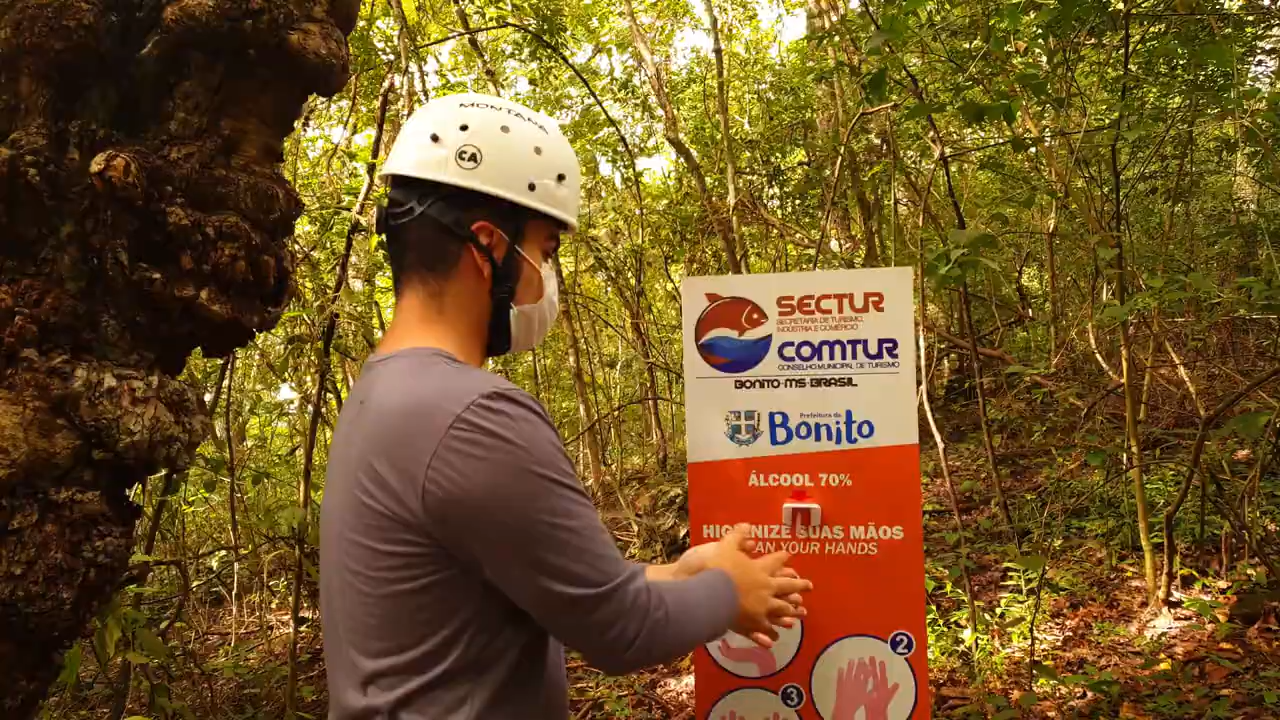 MONTANA
CA
SECTUR
SECRETARIA DE TURISMO,
INDÚSTRIA E COMÉRCIO
COMTUR
CONSELHO MUNICIPAL DE TURISMO
BONITO-MS-BRASIL
Prefeitura de
Bonito
ÁLCOOL 70%
HIGIENIZE SUAS MÃOS
YOUR HANDS
2
3